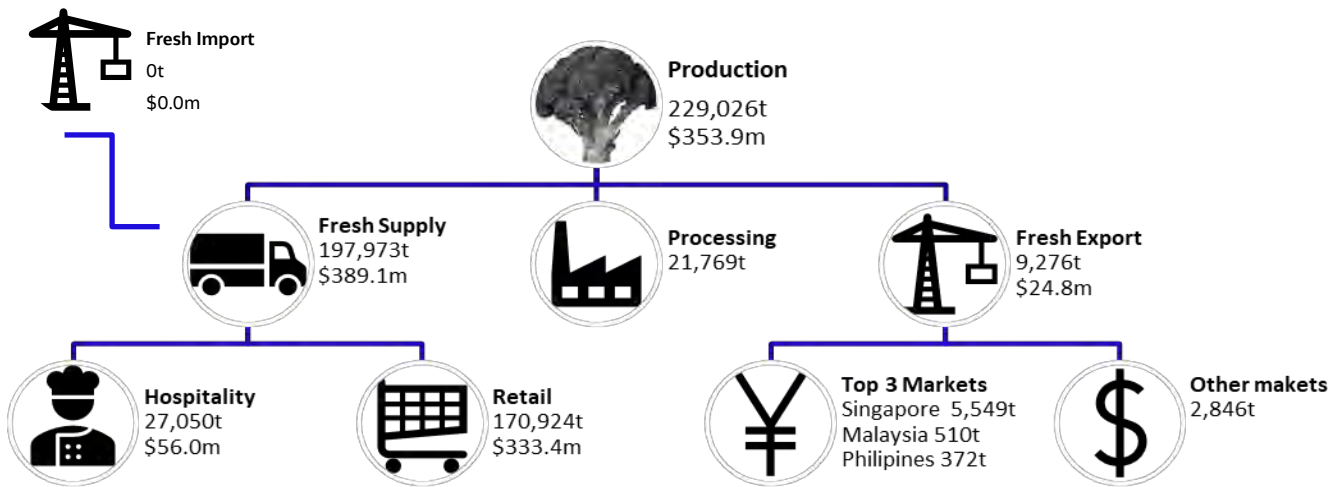 Fresh Import
0t
$0.0m
Production
229,026t
$353.9m
Fresh Supply
197,973t
$389.1m
Processing
21,769t
Fresh Export
9,276t
$24.8m
Hospitality
27,050t
$56.0m
Retail
170,924t
$333.4m
Top 3 Markets
Singapore 5,549t
Malaysia 510t
Philipines 372t
Other makets
2,846t